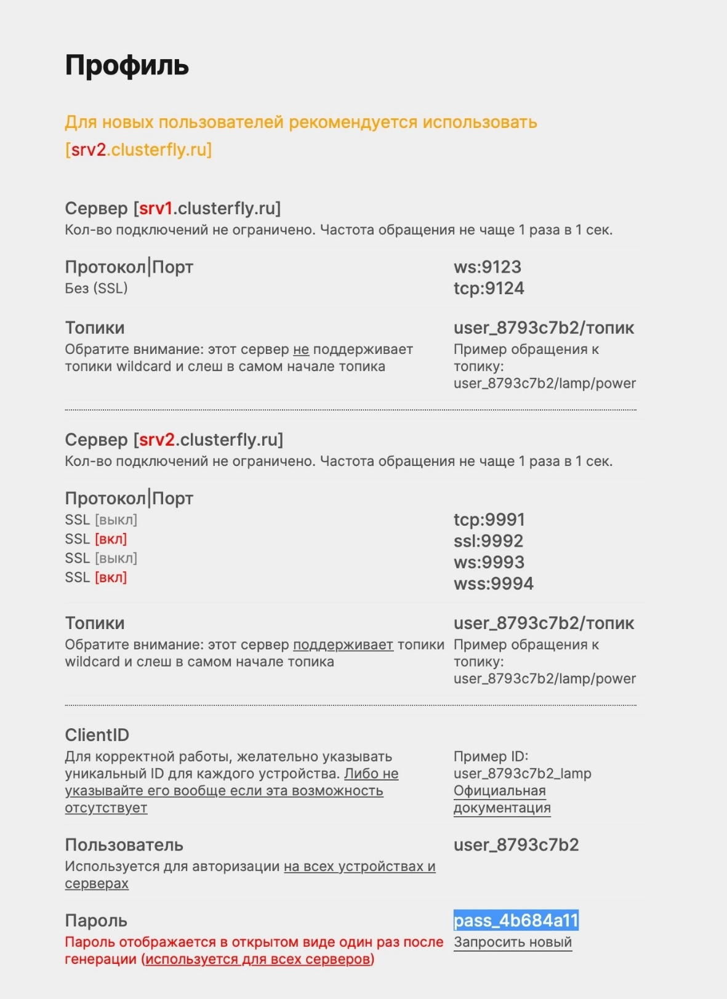 Профиль
Для новых пользователей рекомендуется использовать
[srv2.clusterfly.ru]
Сервер [srv1.clusterfly.ru]
Кол-во подключений не ограничено. Частота обращения не чаще 1 раза в 1 сек.
Протокол|Порт
Без (SSL)
ws:9123
tcp:9124
Топики
Обратите внимание: этот сервер не поддерживает
топики wildcard и слеш в самом начале топика
user_8793c7b2/топик
Пример обращения к
топику:
user_8793c7b2/lamp/power
Сервер [srv2.clusterfly.ru]
Кол-во подключений не ограничено. Частота обращения не чаще 1 раза в 1 сек.
Протокол|Порт
SSL [выкл]
SSL [вкл]
SSL [выкл]
SSL [вкл]
tcp:9991
ssl:9992
ws:9993
wss:9994
Топики
Обратите внимание: этот сервер поддерживает топики
wildcard и слеш в самом начале топика
user_8793c7b2/топик
Пример обращения к
топику:
user_8793c7b2/lamp/power
ClientID
Для корректной работы, желательно указывать
уникальный ID для каждого устройства. Либо не
указывайте его вообще если эта возможность
отсутствует
Пример ID:
user_8793c7b2_lamp
Официальная
документация
Пользователь
Используется для авторизации на всех устройствах и
серверах
user_8793c7b2
Пароль
Пароль отображается в открытом виде один раз после
генерации (используется для всех серверов)
pass_4b684a11
Запросить новый